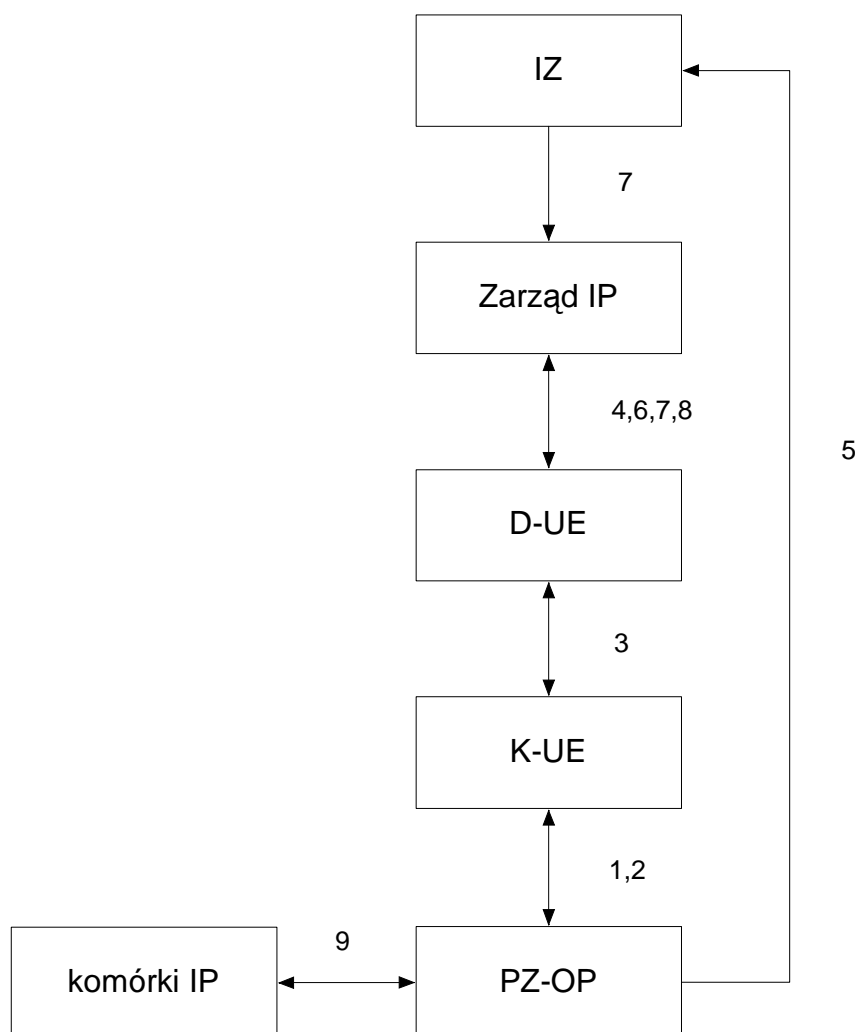 IZ
7
Zarząd IP
4,6,7,8
5
D-UE
3
K-UE
1,2
9
komórki IP
PZ-OP